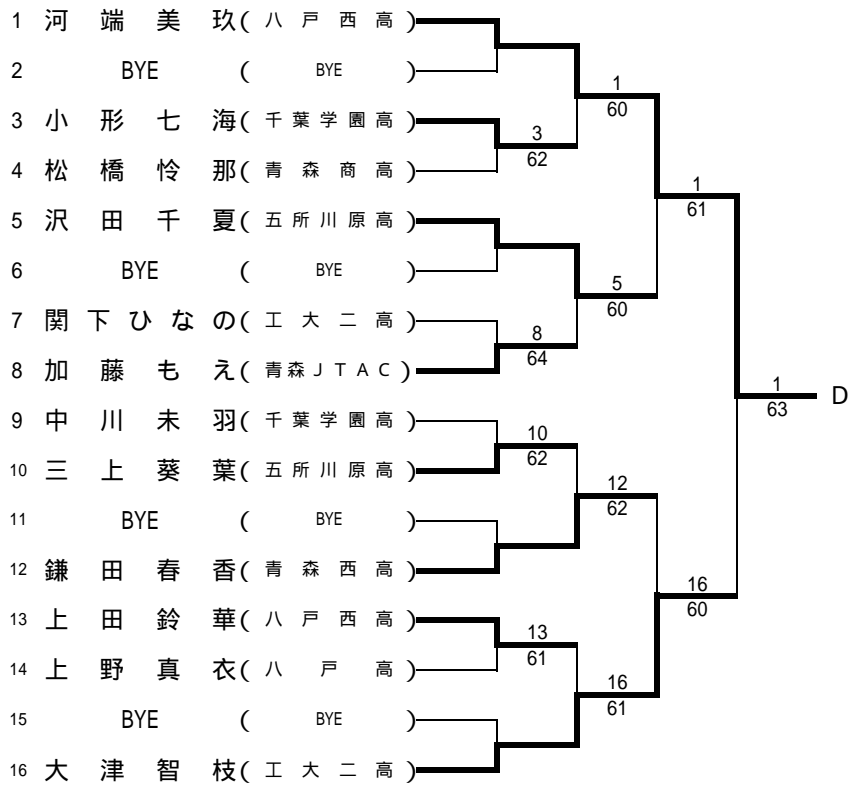 1 河端美玖(八戸西高)
2 BYE (BYE)
1
60
3 小形七海(千葉学園高)
3
62
4 松橋怜那(青森商高)
1
61
5 沢田千夏(五所川原高)
6 BYE (BYE)
5
60
7 関下ひなの(工大二高)
8
64
8 加藤もえ(青森JTAC)
1
63
D
9 中川未羽(千葉学園高)
10
62
10 三上葵葉(五所川原高)
12
62
11 BYE (BYE)
12 鎌田春香(青森西高)
16
60
13 上田鈴華(八戸西高)
13
61
14 上野真衣(八戸高)
16
61
15 BYE (BYE)
16 大津智枝(工大二高)